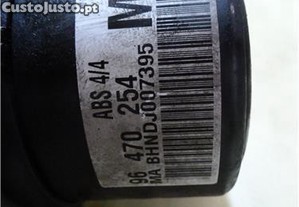 CustoJusto.pt
M
ABS 4/4
96 470 254
MA BHNDJ007395